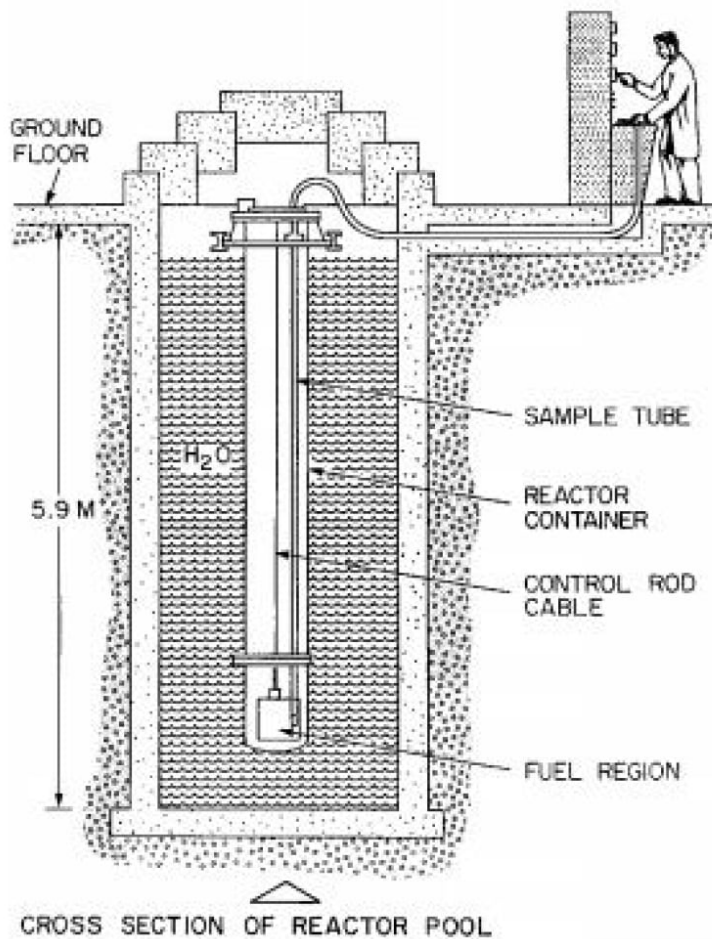 GROUND
FLOOR
SAMPLE TUBE
H₂O
REACTOR
CONTAINER
5.9 M
CONTROL ROD
CABLE
FUEL REGION
CROSS SECTION OF REACTOR POOL